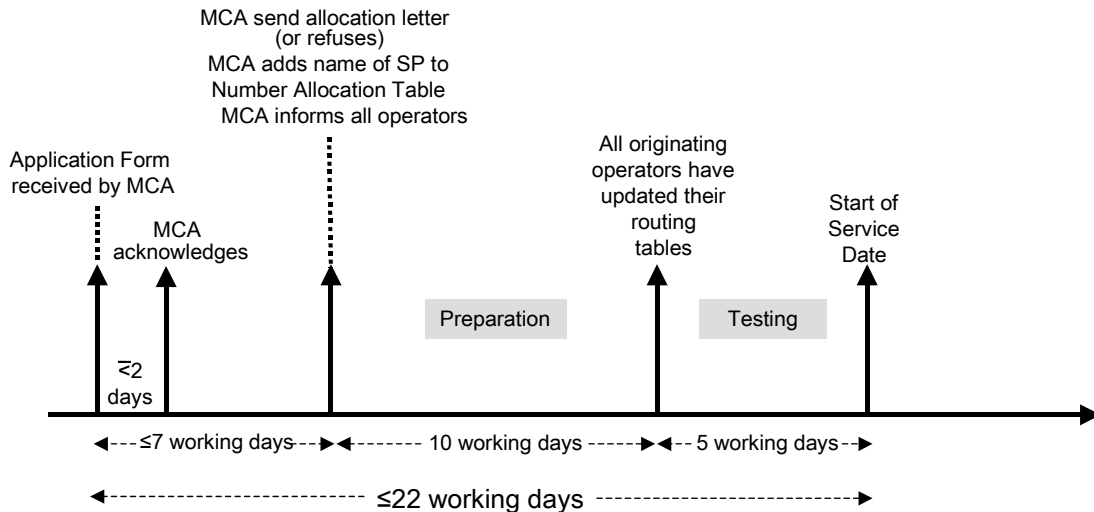 MCA send allocation letter
(or refuses)
MCA adds name of SP to
Number Allocation Table
MCA informs all operators
Application Form
received by MCA
MCA
acknowledges
All originating
operators have
updated their
routing
tables
Start of
Service
Date
Preparation
Testing
<2
days
≤7 working days
10 working days
5 working days
≤22 working days